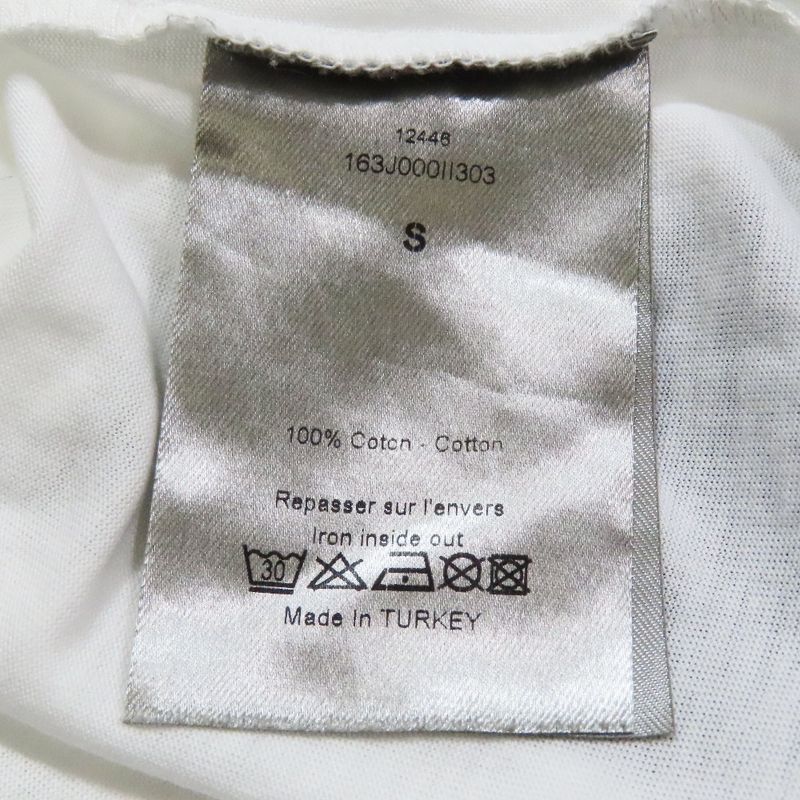 12446
163J000II303
S
100% Coton - Cotton
Repasser sur l'envers
Iron inside out
30
Made In TURKEY